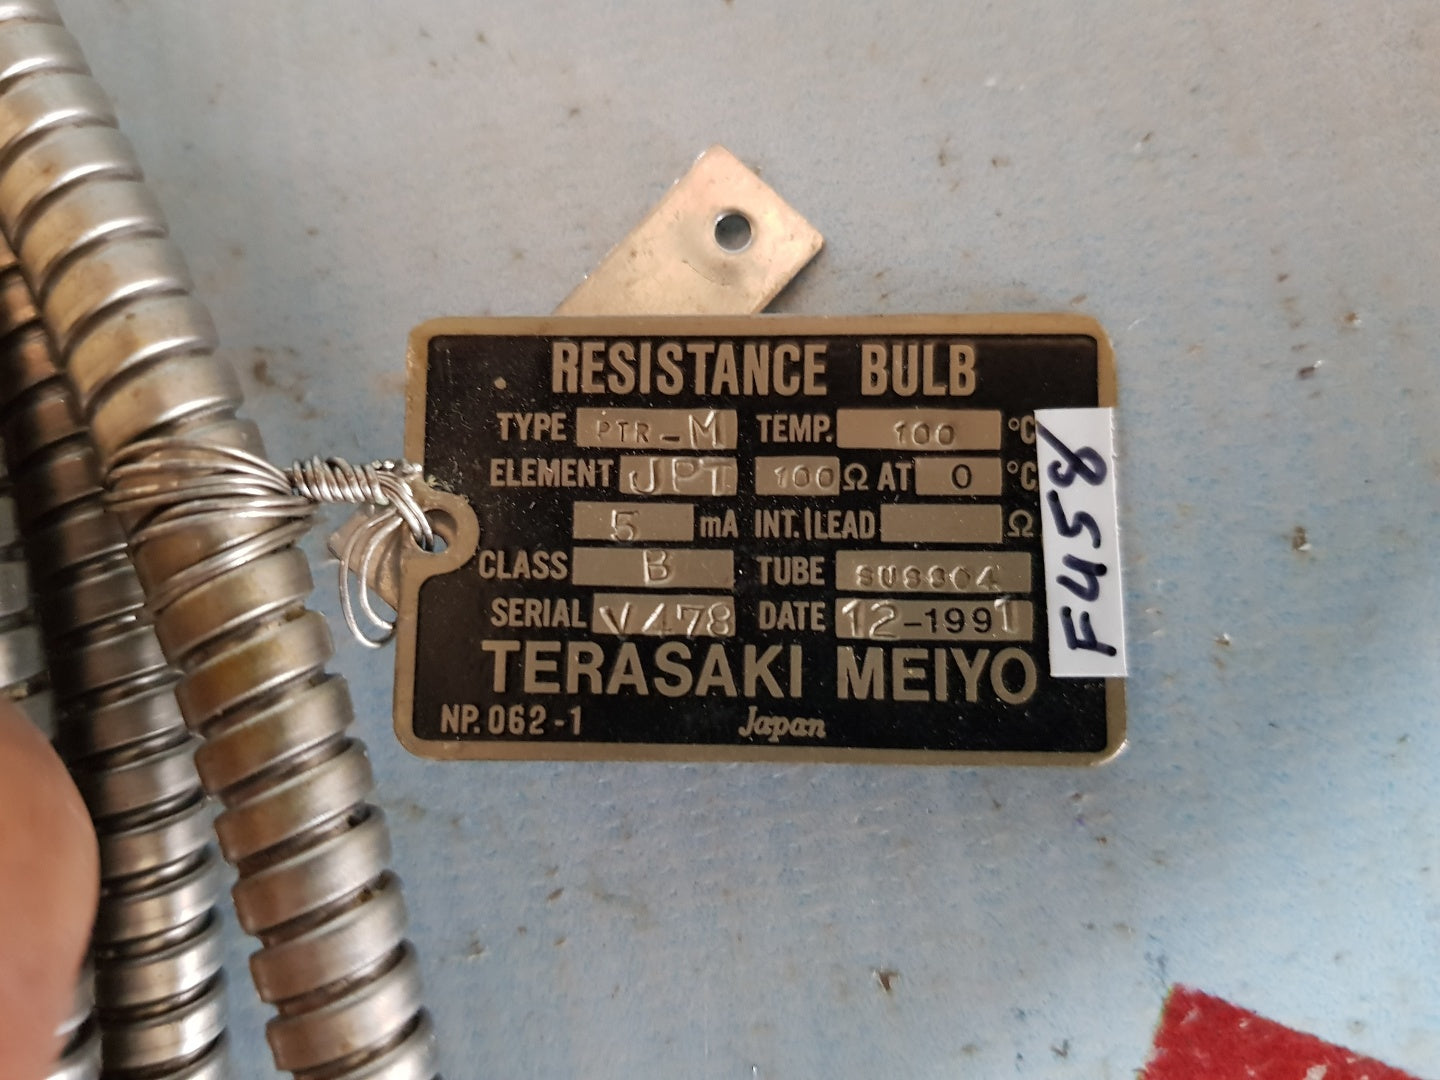 RESISTANCE BULB
TYPE PTR-M TEMP. 100 °C
ELEMENT JPT 100 Ω AT 0 °C
5 mA INT. LEAD Ω
CLASS B TUBE SUS304
SERIAL V478 DATE 12-1991
TERASAKI MEIYO
NP. 062-1 Japan
F458